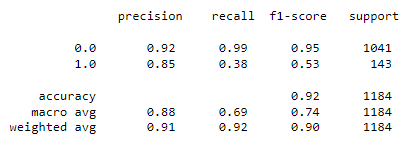 precision recall f1-score support
0.0 0.92 0.99 0.95 1041
1.0 0.85 0.38 0.53 143
accuracy 0.92 1184
macro avg 0.88 0.69 0.74 1184
weighted avg 0.91 0.92 0.90 1184